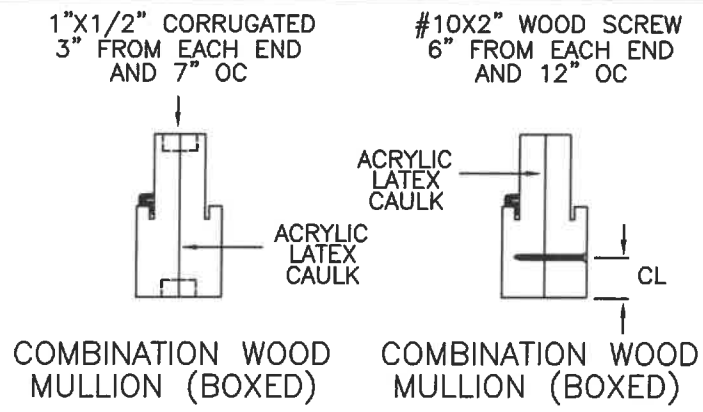 1"X1/2" CORRUGATED
3" FROM EACH END
AND 7" OC
ACRYLIC
LATEX
CAULK
COMBINATION WOOD
MULLION (BOXED)
#10X2" WOOD SCREW
6" FROM EACH END
AND 12" OC
ACRYLIC
LATEX
CAULK
CL
COMBINATION WOOD
MULLION (BOXED)